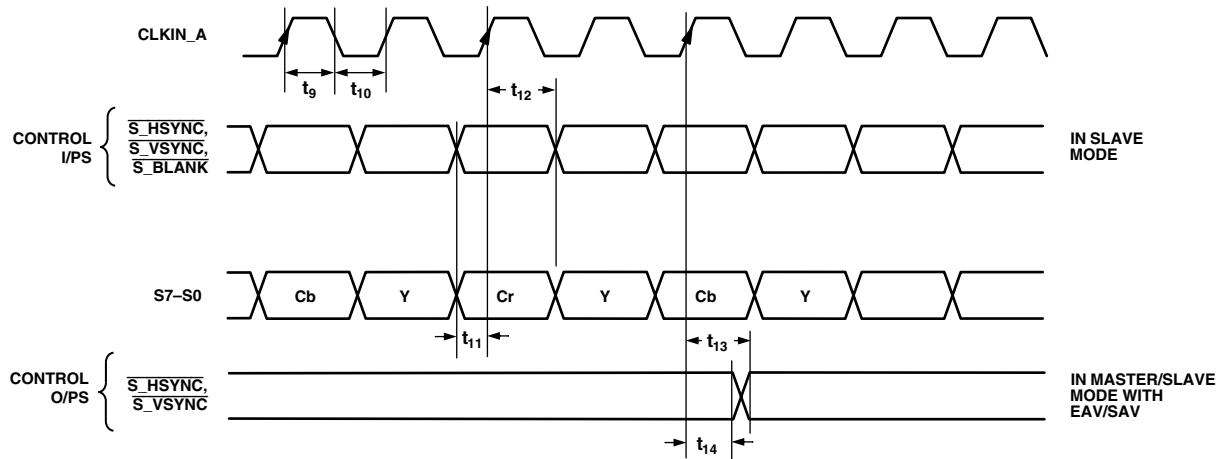 CLKIN_A
t9
t10
t12
CONTROL
I/PS
S_HSYNC,
S_VSYNC,
S_BLANK
IN SLAVE
MODE
S7–S0
Cb
Y
Cr
Y
Cb
Y
t11
t13
CONTROL
O/PS
S_HSYNC,
S_VSYNC
IN MASTER/SLAVE
MODE WITH
EAV/SAV
t14